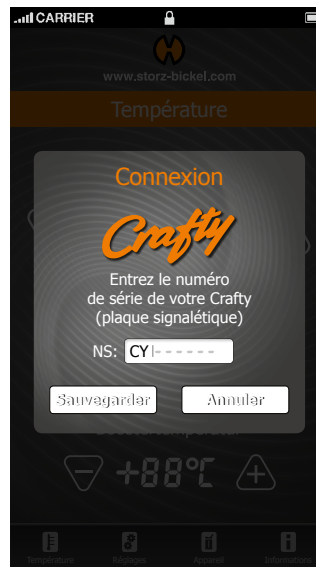 CARRIER
www.storz-bickel.com
Température
Connexion
Crafty
Entrez le numéro
de série de votre Crafty
(plaque signalétique)
NS: CY|------
Sauvegarder Annuler
+88°C
Température Réglages Appareil Informations